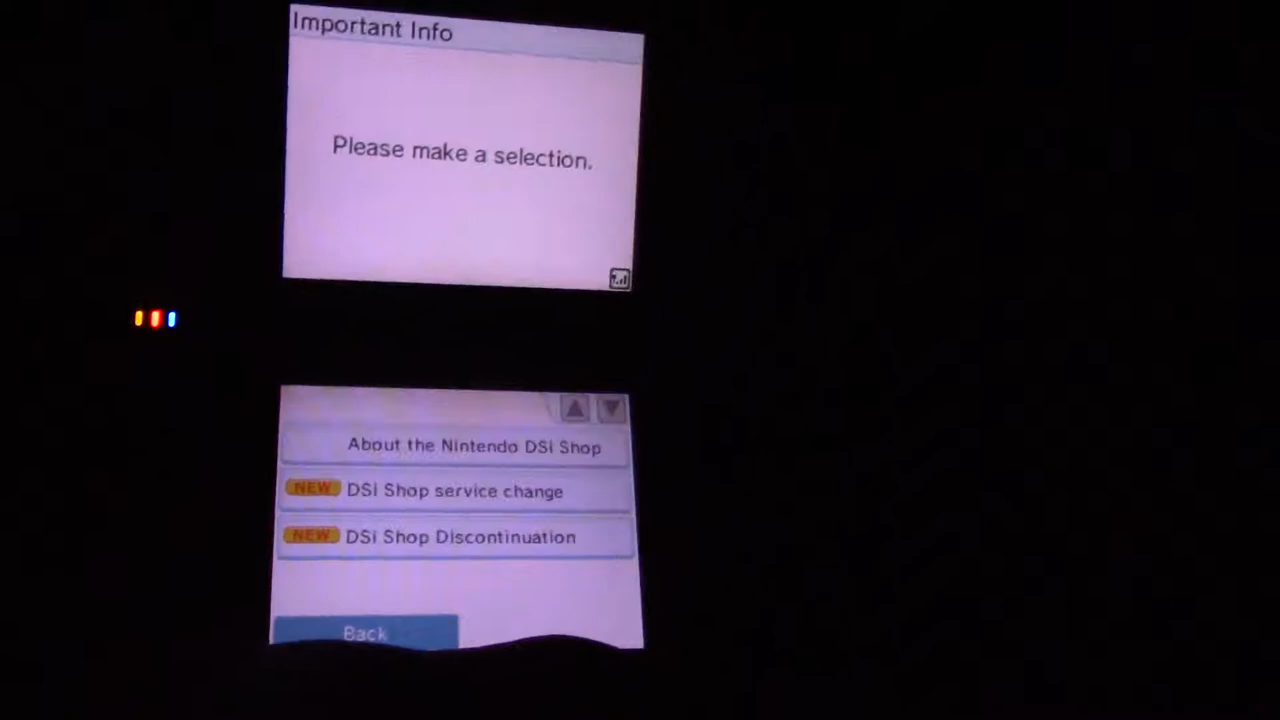 Important Info
Please make a selection.
About the Nintendo DSi Shop
NEW DSi Shop service change
NEW DSi Shop Discontinuation
Back